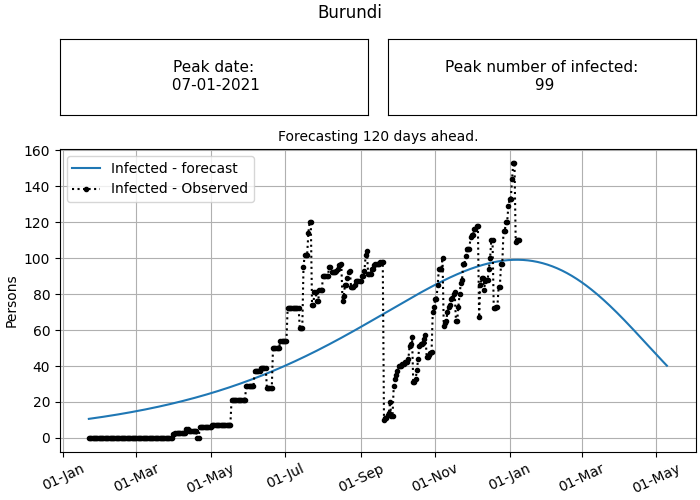 Burundi
Peak date:
07-01-2021
Peak number of infected:
99
Forecasting 120 days ahead.
Infected - forecast
Infected - Observed
Persons
160
140
120
100
80
60
40
20
0
01-Jan
01-Mar
01-May
01-Jul
01-Sep
01-Nov
01-Jan
01-Mar
01-May